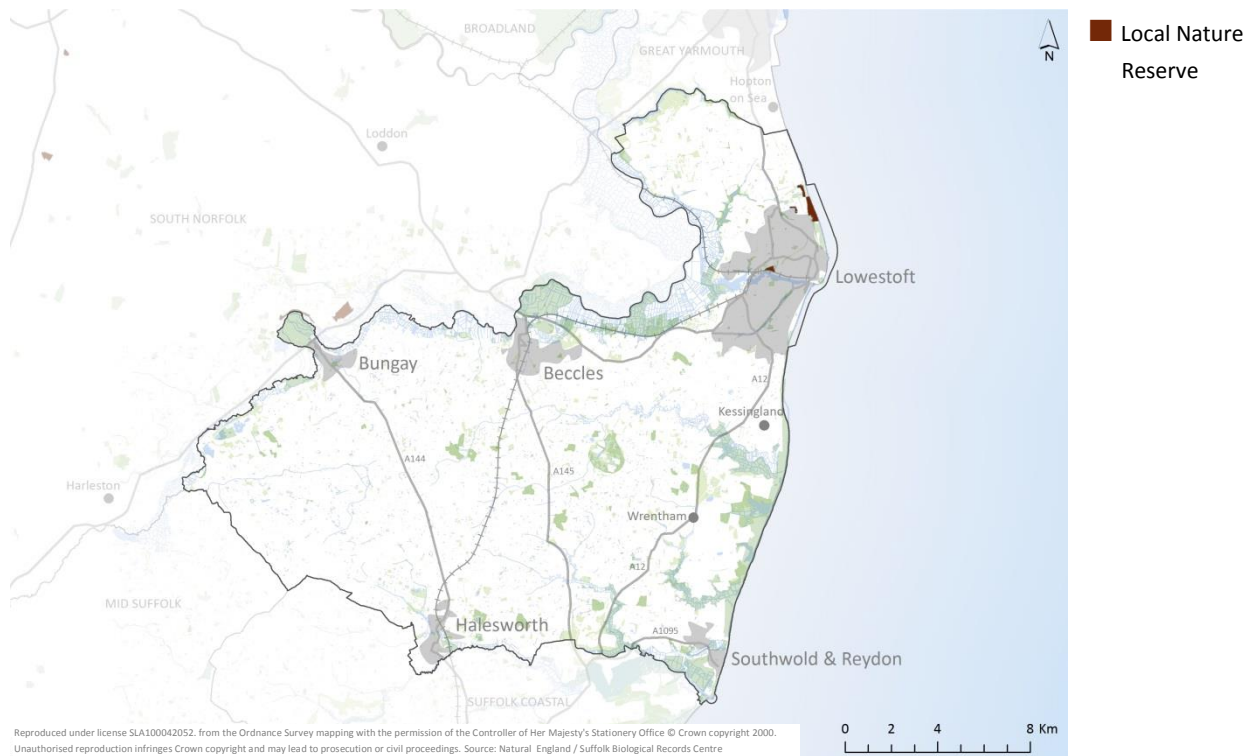 BROADLAND
GREAT YARMOUTH
N
Local Nature
Reserve
Hopton
on Sea
Loddon
SOUTH NORFOLK
Lowestoft
Bungay
Beccles
A12
Kessingland
A144
A145
Harleston
Wrentham
A12
MID SUFFOLK
Halesworth
A1095
Southwold & Reydon
SUFFOLK COASTAL
0 2 4 8 Km
Reproduced under license SLA100042052. from the Ordnance Survey mapping with the permission of the Controller of Her Majesty's Stationery Office © Crown copyright 2000.
Unauthorised reproduction infringes Crown copyright and may lead to prosecution or civil proceedings. Source: Natural England / Suffolk Biological Records Centre